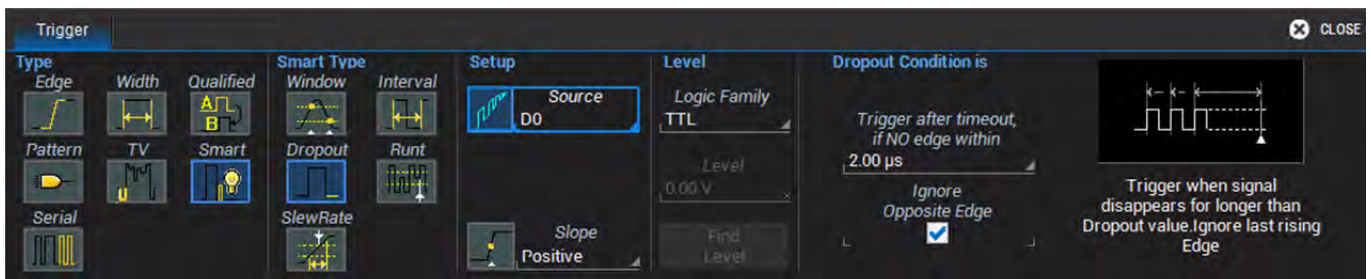 Trigger
CLOSE
Type
Edge
Width
Qualified
A
B
Pattern
TV
Smart
U
Serial
Smart Type
Window
Interval
Dropout
Runt
SlewRate
Setup
Source
D0
Slope
Positive
Level
Logic Family
TTL
Level
0.00 V
Find
Level
Dropout Condition is
Trigger after timeout,
if NO edge within
2.00 µs
Ignore
Opposite Edge
Trigger when signal
disappears for longer than
Dropout value.Ignore last rising
Edge